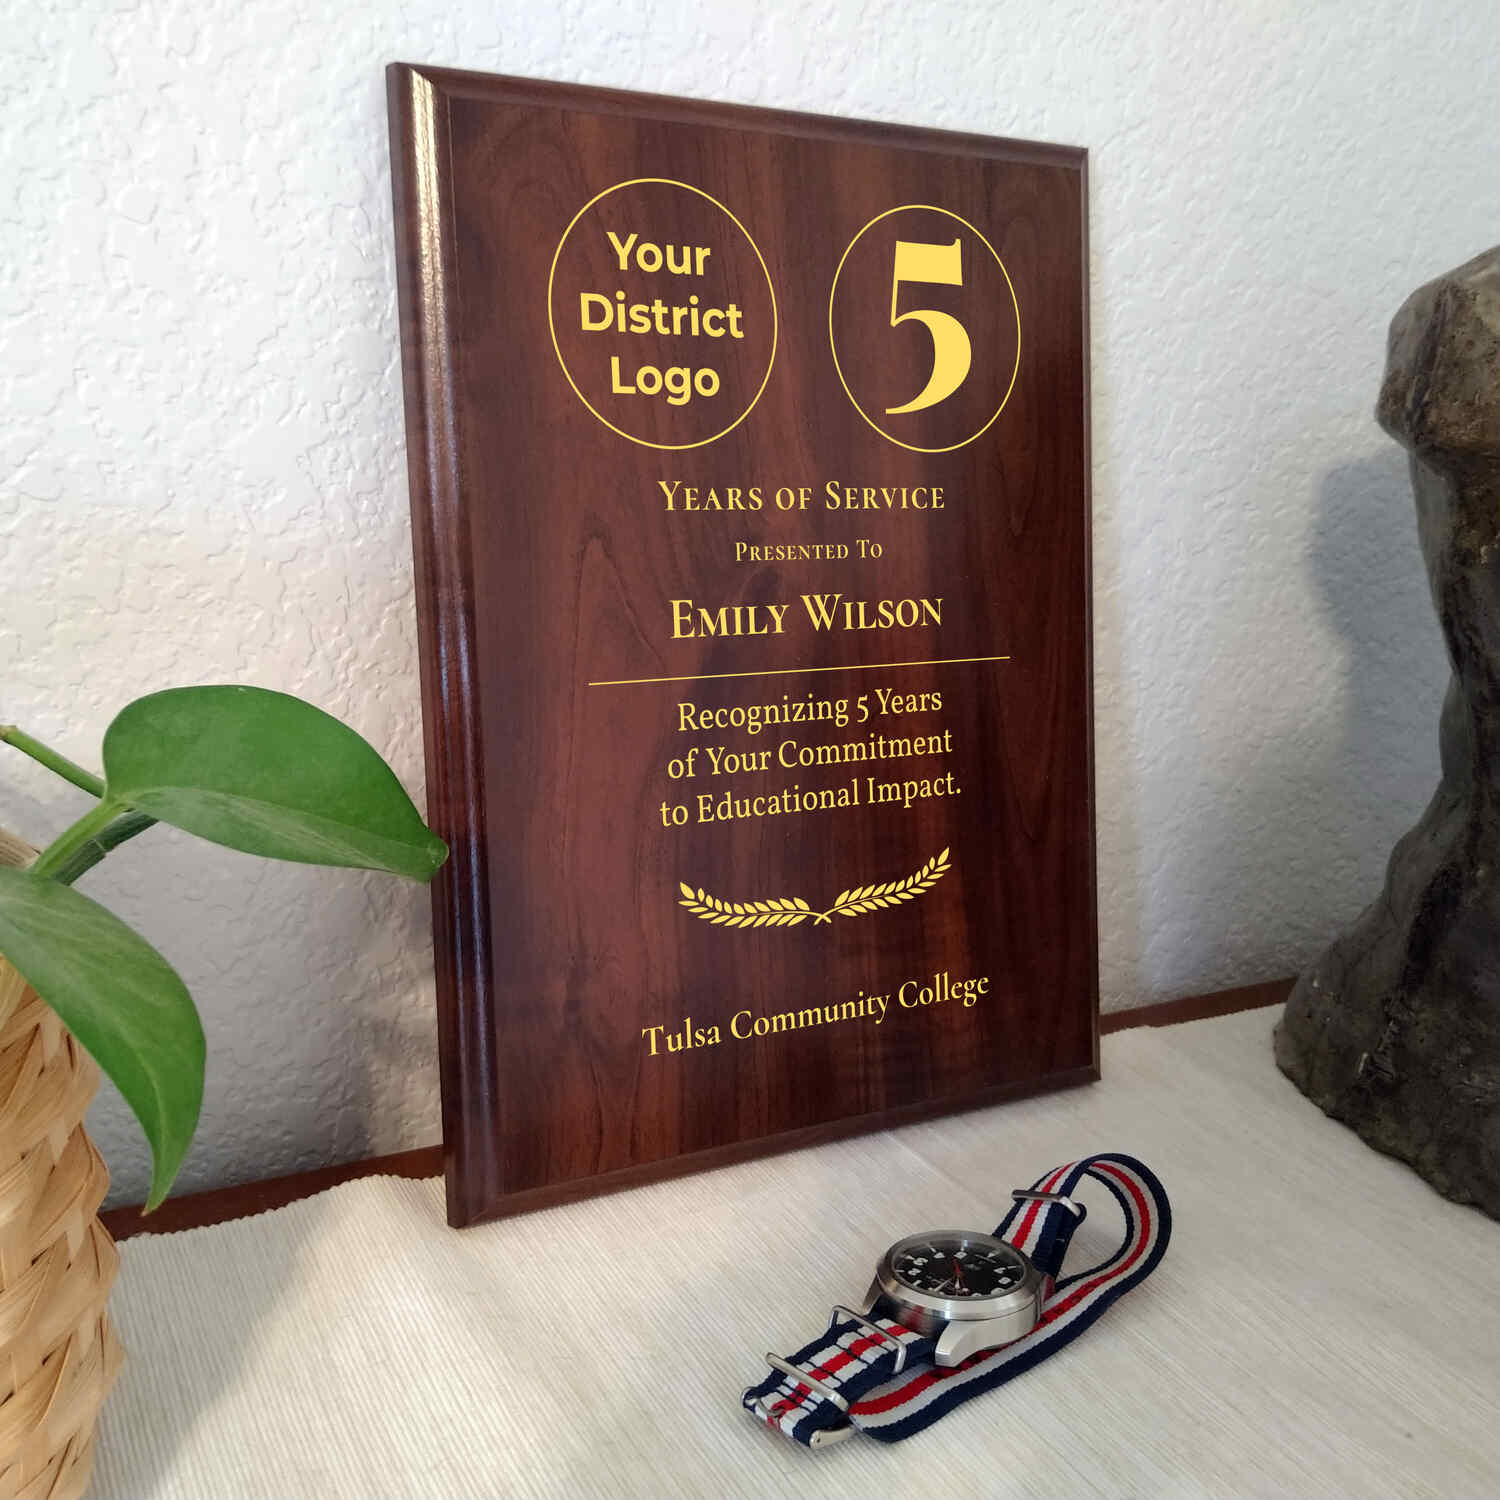 Your
District
Logo
5
Years of Service
Presented To
Emily Wilson
Recognizing 5 Years
of Your Commitment
to Educational Impact.
Tulsa Community College